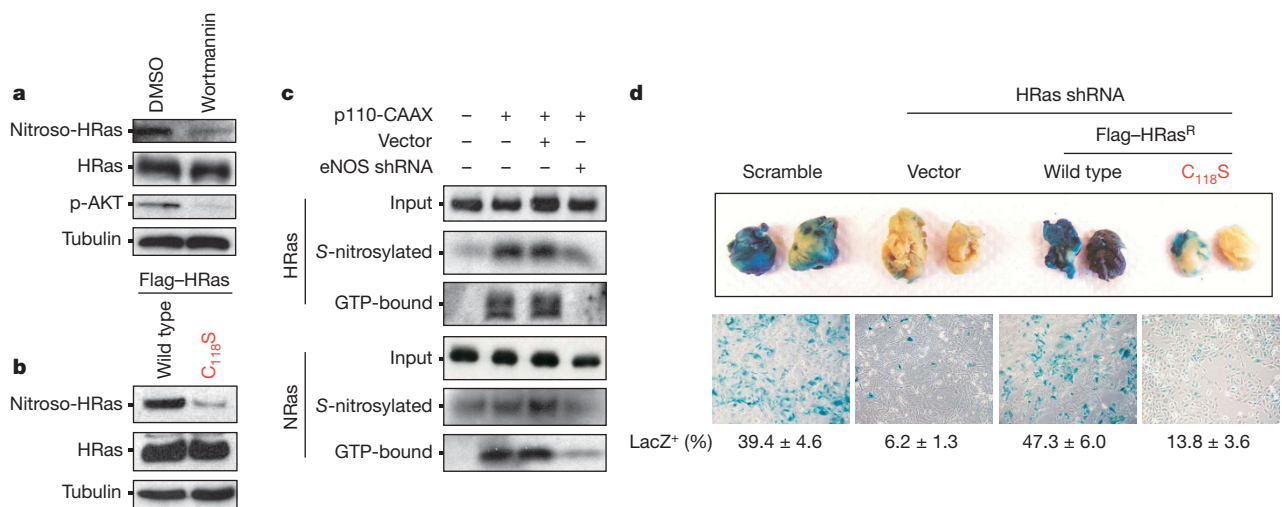 a
DMSO
Wortmannin
Nitroso-HRas
HRas
p-AKT
Tubulin
Flag–HRas
b
Wild type
C118S
Nitroso-HRas
HRas
Tubulin
c
p110-CAAX – + + +
Vector – – + –
eNOS shRNA – – – +
HRas
Input
S-nitrosylated
GTP-bound
NRas
Input
S-nitrosylated
GTP-bound
d
HRas shRNA
Flag–HRasR
Scramble Vector Wild type C118S
LacZ+ (%) 39.4 ± 4.6 6.2 ± 1.3 47.3 ± 6.0 13.8 ± 3.6